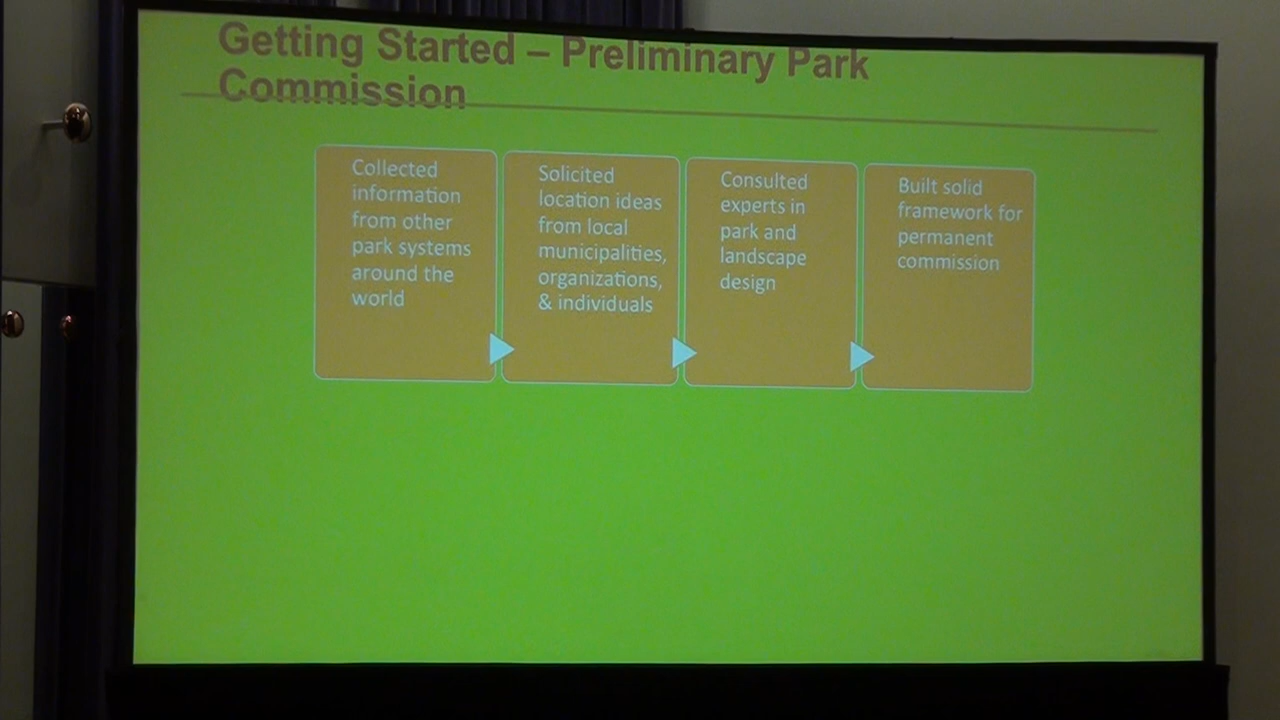 Getting Started – Preliminary Park
Commission
Collected
information
from other
park systems
around the
world
Solicited
location ideas
from local
municipalities,
organizations,
& individuals
Consulted
experts in
park and
landscape
design
Built solid
framework for
permanent
commission